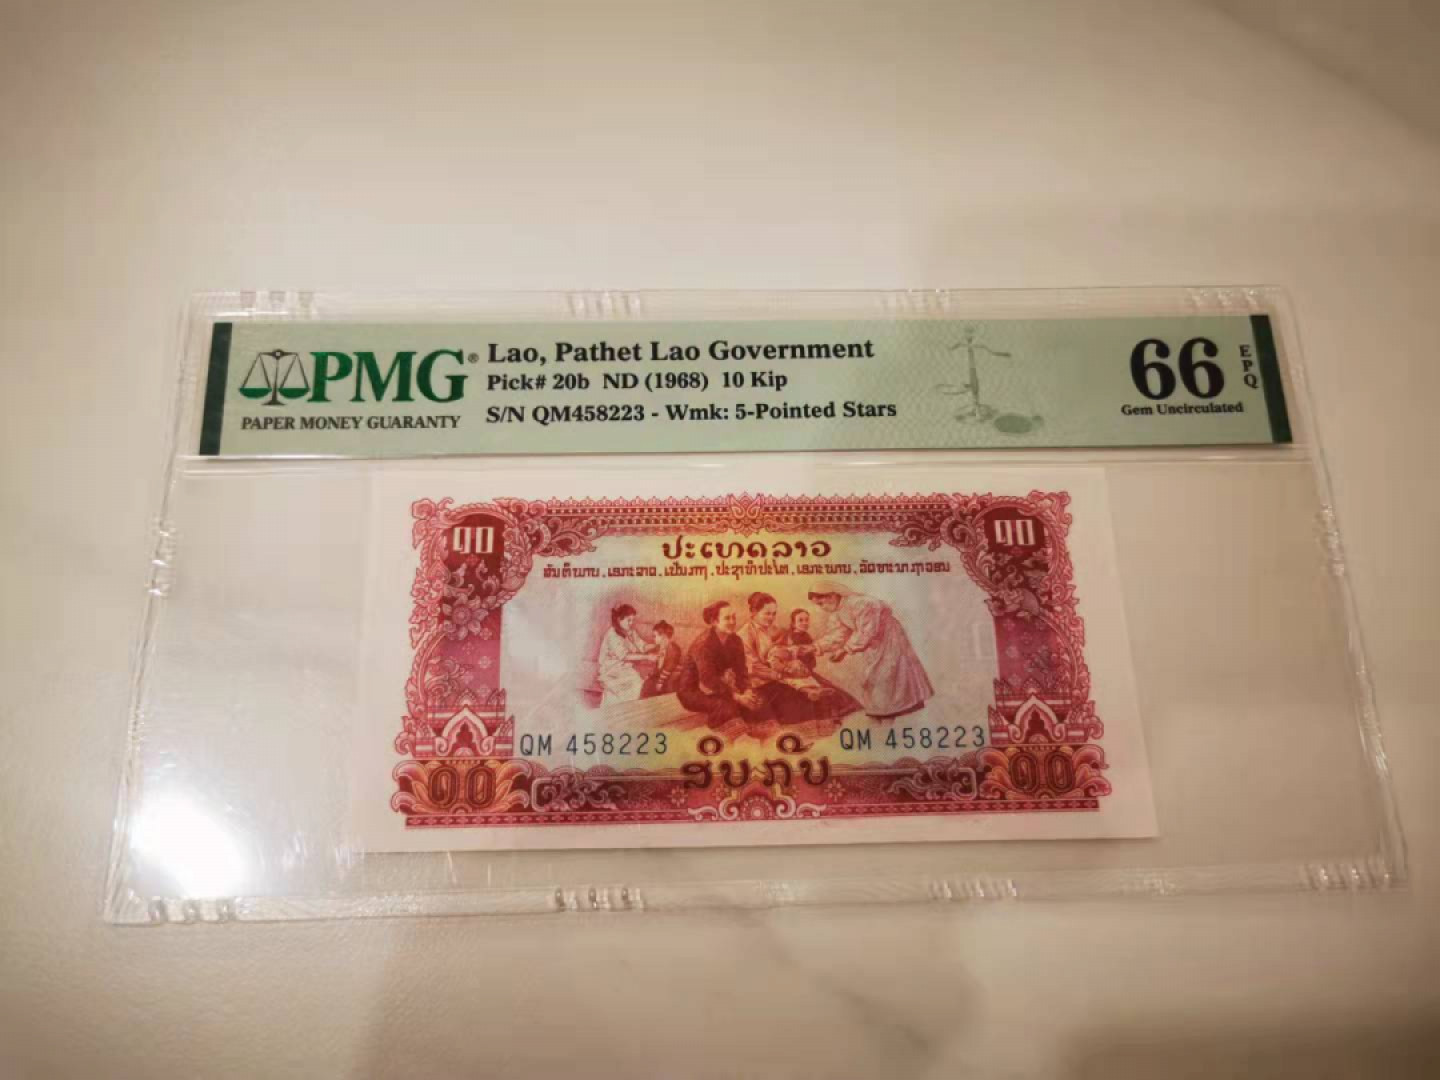 PMG®
PAPER MONEY GUARANTY
Lao, Pathet Lao Government
Pick# 20b ND (1968) 10 Kip
S/N QM458223 - Wmk: 5-Pointed Stars
66 EPQ
Gem Uncirculated
໑໐ ໑໐
ປະເທດລາວ
QM 458223 QM 458223
ສິບກີບ
໑໐ ໑໐